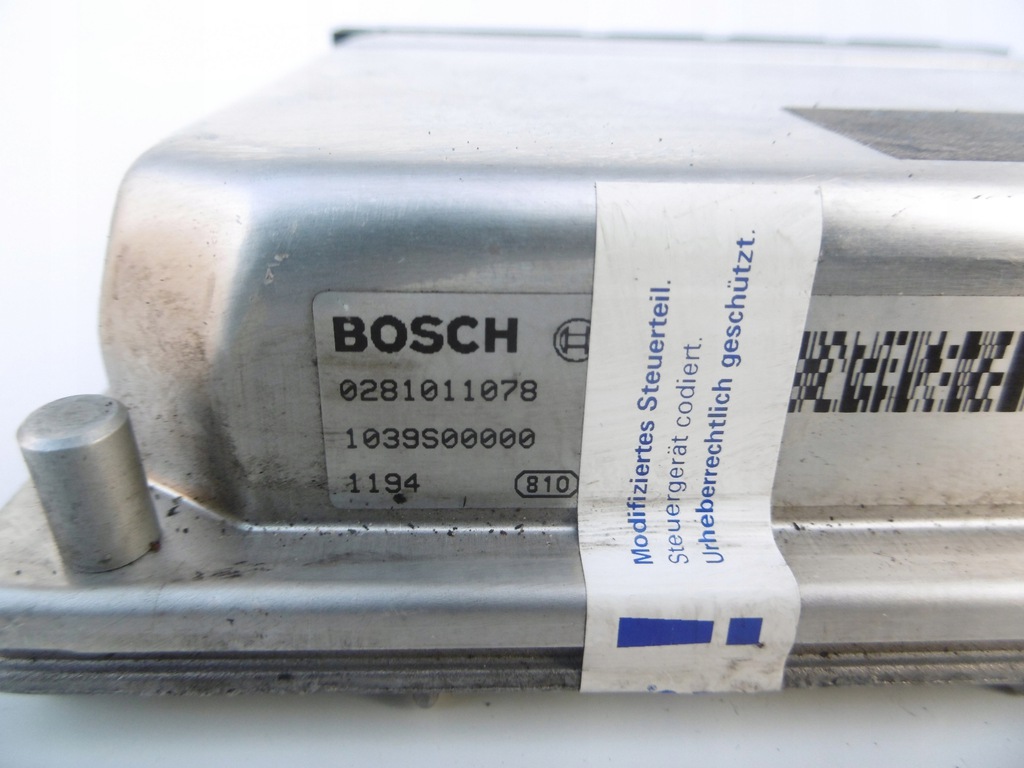 BOSCH
0281011078
1039S00000
1194
810
Modifiziertes Steuerteil.
Steuergerät codiert.
Urheberrechtlich geschützt.
!